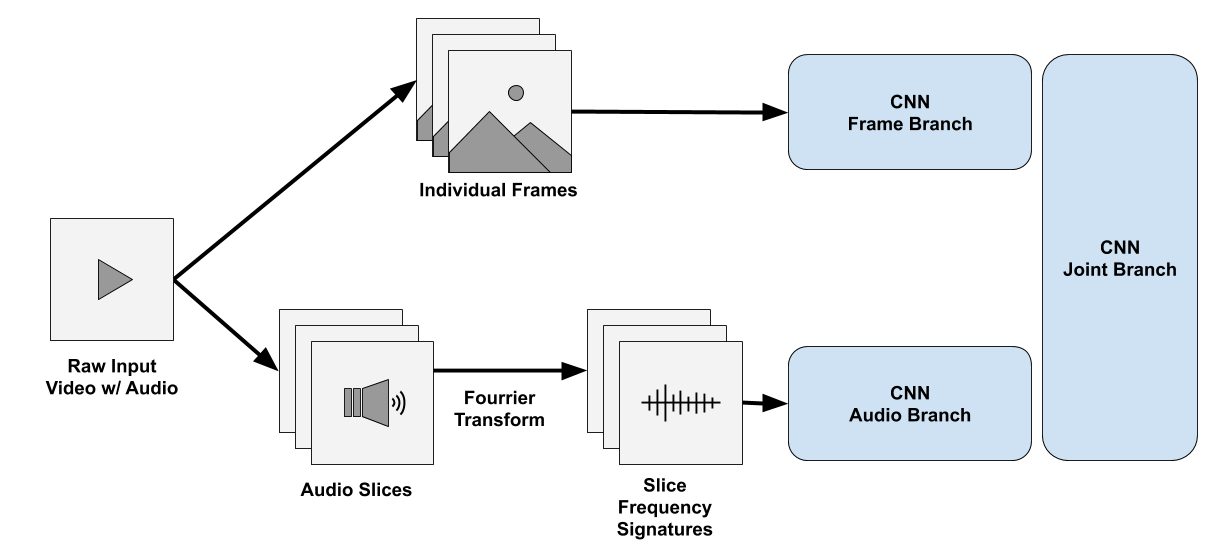 CNN
Frame Branch
Individual Frames
CNN
Joint Branch
Raw Input
Video w/ Audio
Fourrier
Transform
CNN
Audio Branch
Audio Slices
Slice
Frequency
Signatures